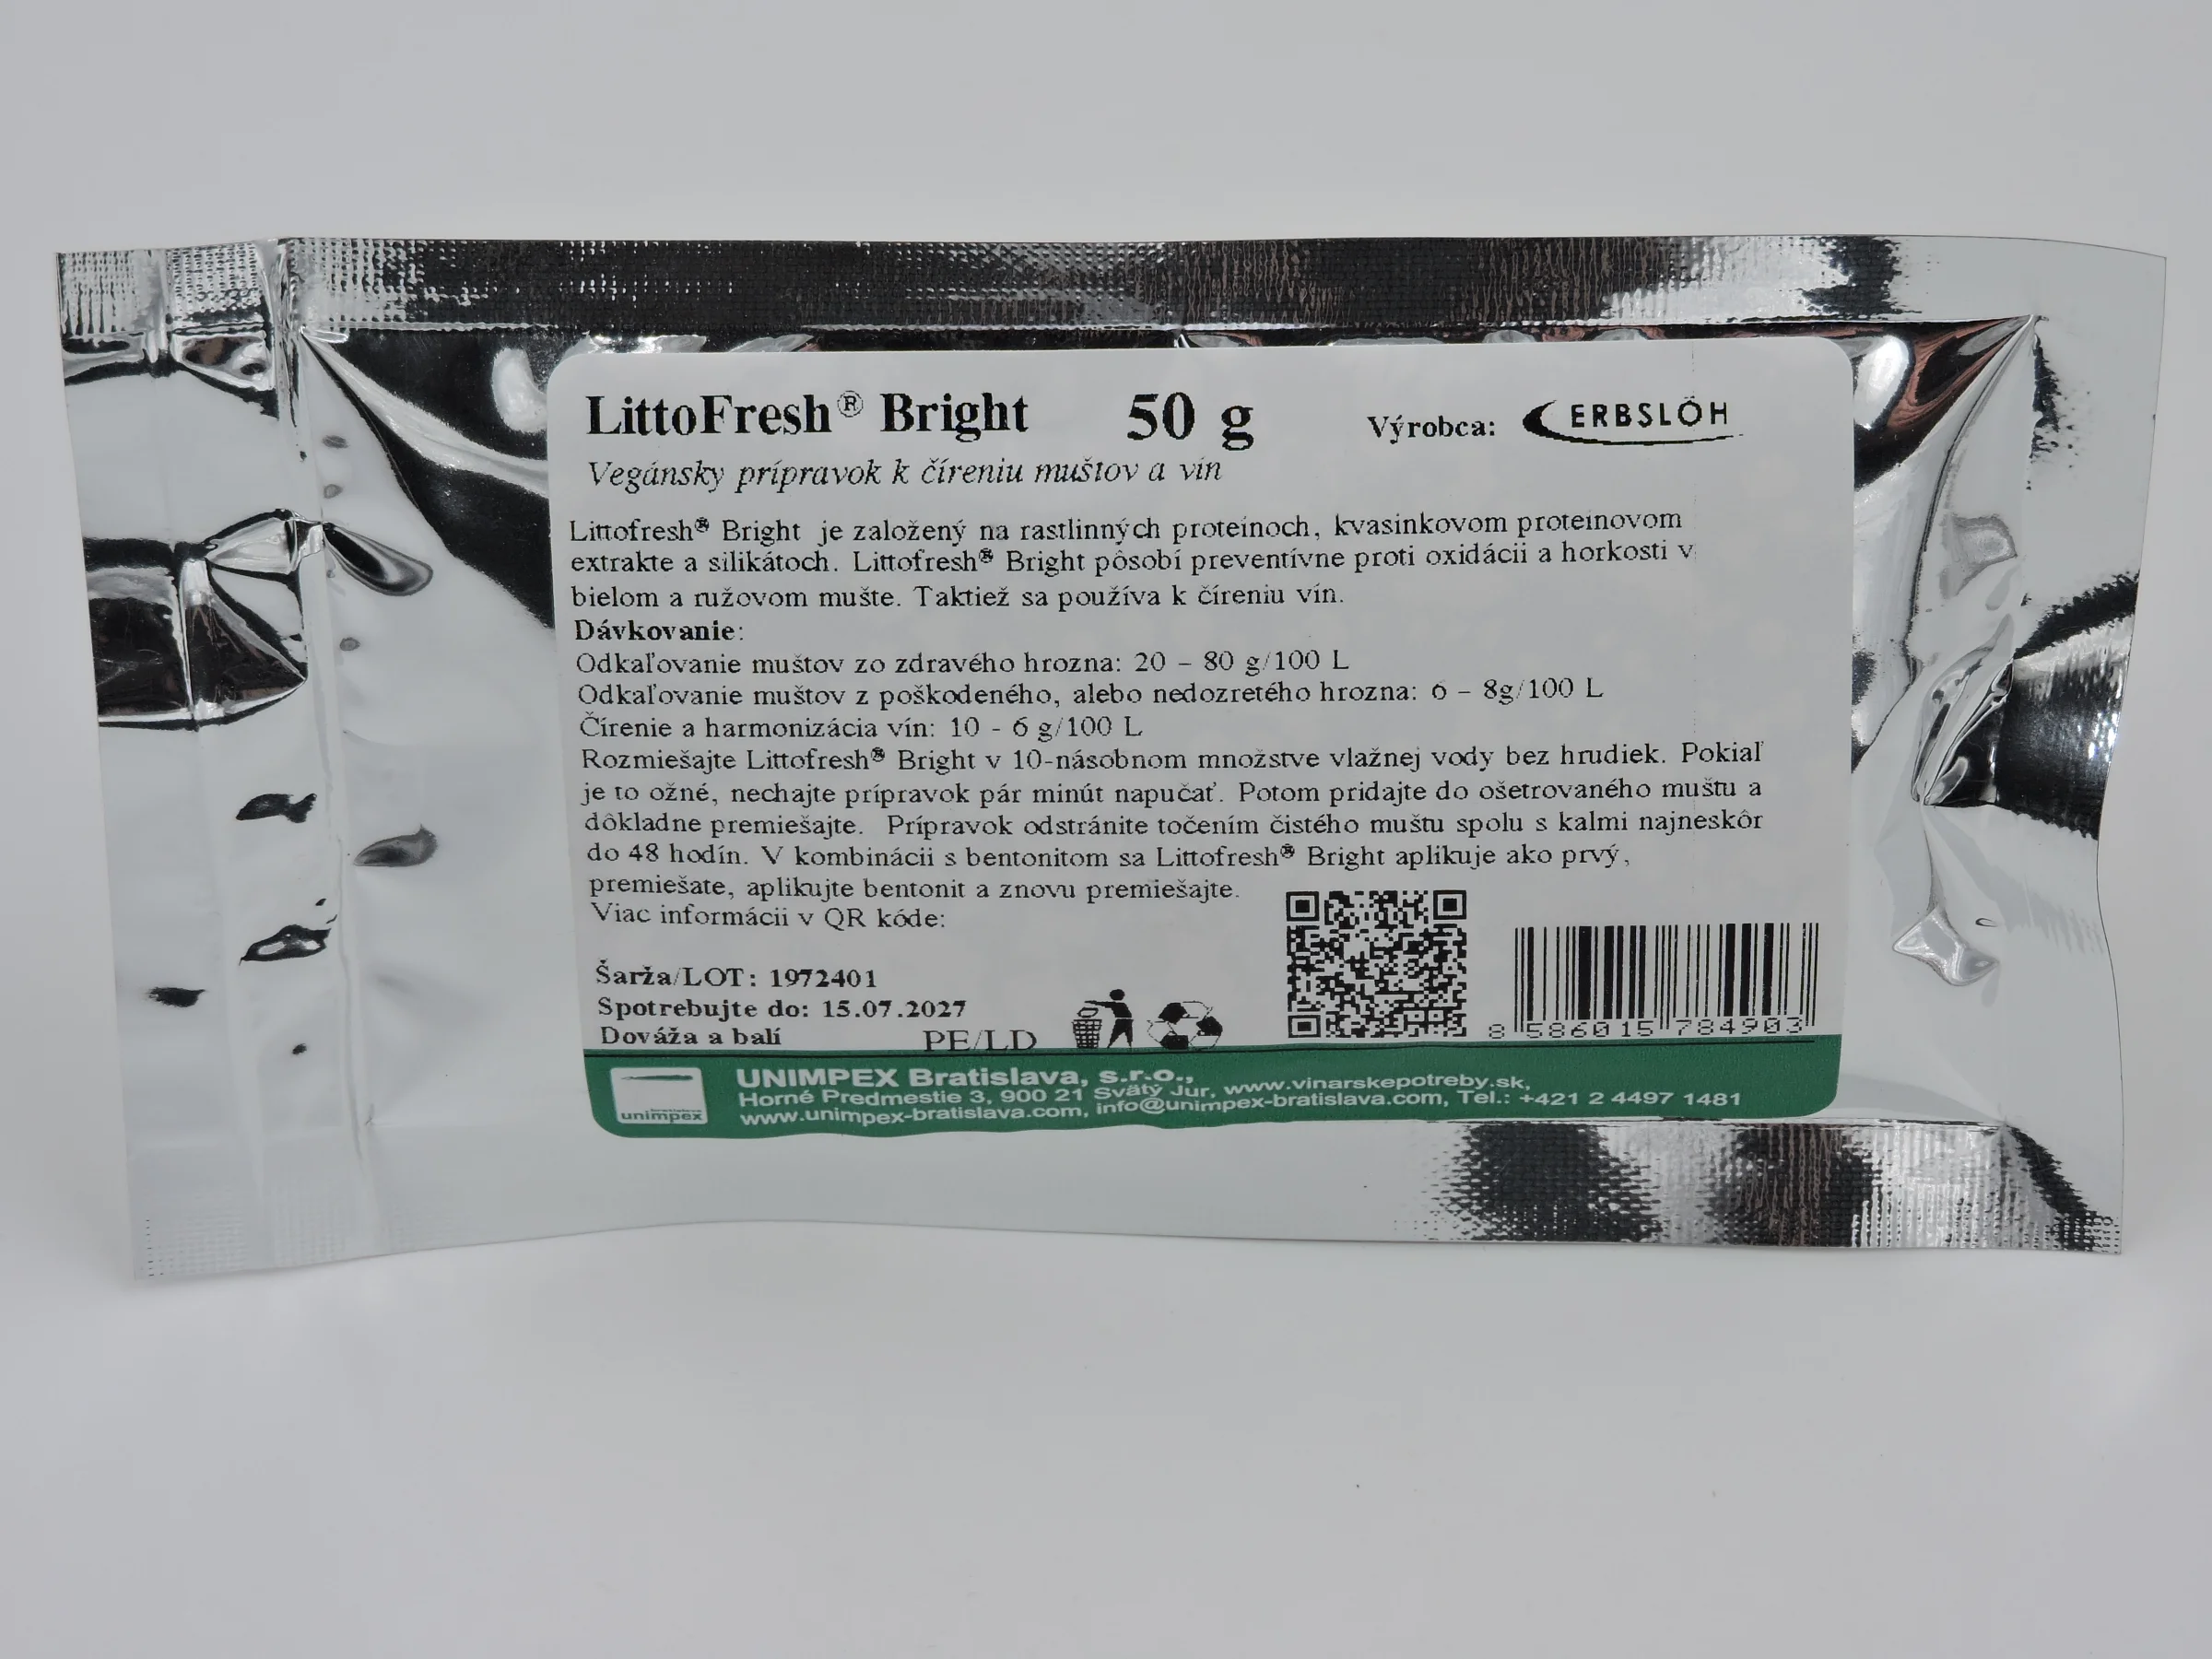 LittoFresh® Bright 50 g Výrobca: ERBSLÖH
Vegánsky prípravok k číreniu muštov a vín
Littofresh® Bright je založený na rastlinných proteínoch, kvasinkovom proteinovom
extrakte a silikátoch. Littofresh® Bright pôsobí preventívne proti oxidácii a horkosti v
bielom a ružovom mušte. Taktiež sa používa k číreniu vín.
Dávkovanie:
Odkaľovanie muštov zo zdravého hrozna: 20 – 80 g/100 L
Odkaľovanie muštov z poškodeného, alebo nedozretého hrozna: 6 – 8g/100 L
Čírenie a harmonizácia vín: 10 - 6 g/100 L
Rozmiešajte Littofresh® Bright v 10-násobnom množstve vlažnej vody bez hrudiek. Pokiaľ
je to ožné, nechajte prípravok pár minút napučať. Potom pridajte do ošetrovaného muštu a
dôkladne premiešajte. Prípravok odstránite točením čistého muštu spolu s kalmi najneskôr
do 48 hodín. V kombinácii s bentonitom sa Littofresh® Bright aplikuje ako prvý,
premiešate, aplikujte bentonit a znovu premiešajte.
Viac informácii v QR kóde:
Šarža/LOT: 1972401
Spotrebujte do: 15.07.2027
Dováža a balí PE/LD
8 586015 784903
UNIMPEX Bratislava, s.r.o.,
Horné Predmestie 3, 900 21 Svätý Jur, www.vinarskepotreby.sk,
www.unimpex-bratislava.com, info@unimpex-bratislava.com, Tel.: +421 2 4497 1481
bratislava
unimpex